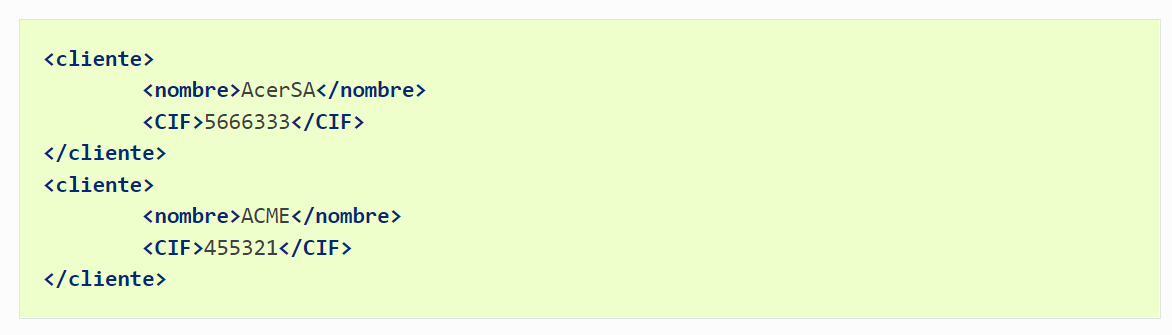 <cliente>
        <nombre>AcerSA</nombre>
        <CIF>5666333</CIF>
</cliente>
<cliente>
        <nombre>ACME</nombre>
        <CIF>455321</CIF>
</cliente>